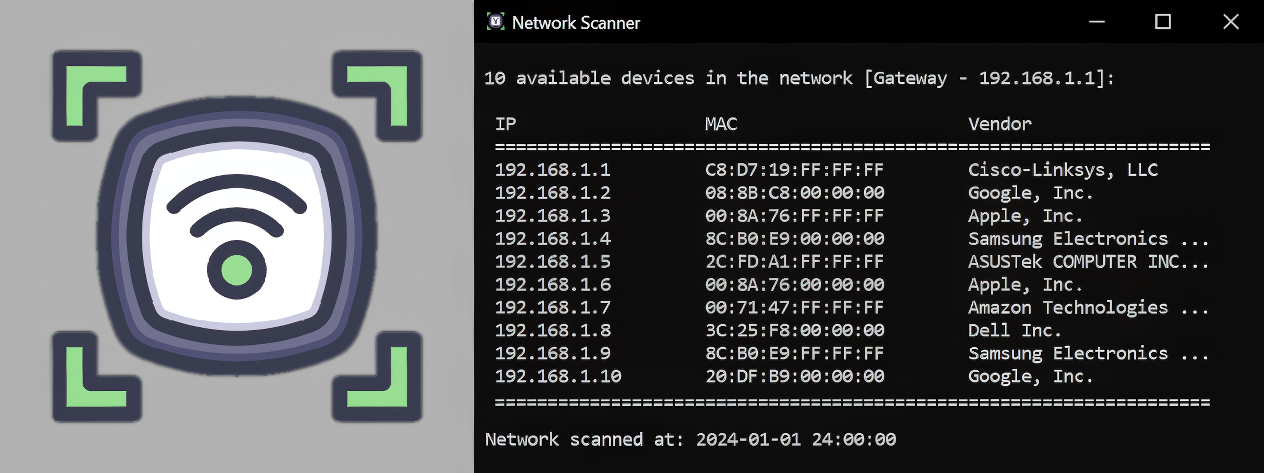 Network Scanner
10 available devices in the network [Gateway - 192.168.1.1]:
IP MAC Vendor
===================================================================
192.168.1.1 C8:D7:19:FF:FF:FF Cisco-Linksys, LLC
192.168.1.2 08:8B:C8:00:00:00 Google, Inc.
192.168.1.3 00:8A:76:FF:FF:FF Apple, Inc.
192.168.1.4 8C:B0:E9:00:00:00 Samsung Electronics ...
192.168.1.5 2C:FD:A1:FF:FF:FF ASUSTek COMPUTER INC...
192.168.1.6 00:8A:76:00:00:00 Apple, Inc.
192.168.1.7 00:71:47:FF:FF:FF Amazon Technologies ...
192.168.1.8 3C:25:F8:00:00:00 Dell Inc.
192.168.1.9 8C:B0:E9:FF:FF:FF Samsung Electronics ...
192.168.1.10 20:DF:B9:00:00:00 Google, Inc.
===================================================================
Network scanned at: 2024-01-01 24:00:00